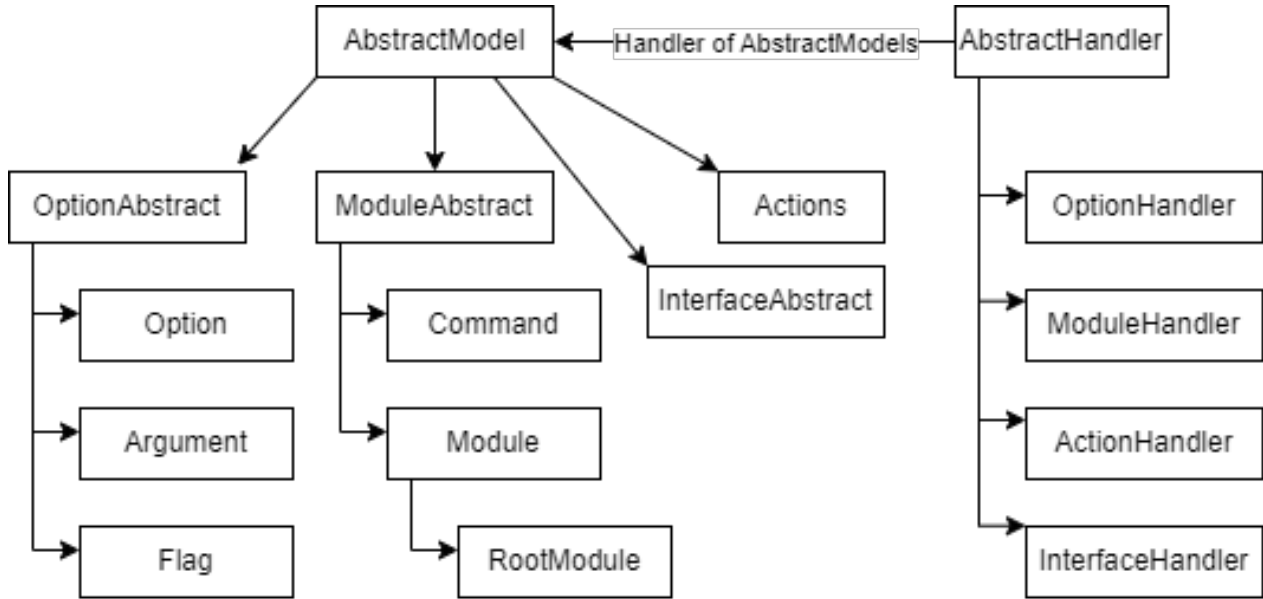 AbstractModel
Handler of AbstractModels
AbstractHandler
OptionAbstract
ModuleAbstract
Actions
OptionHandler
InterfaceAbstract
Option
Command
ModuleHandler
Argument
Module
ActionHandler
Flag
RootModule
InterfaceHandler